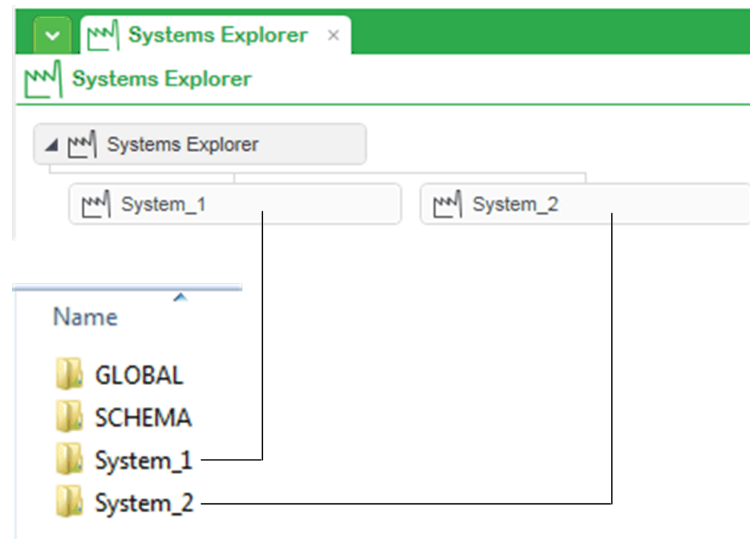 Systems Explorer ×
Systems Explorer
Systems Explorer
System_1 System_2
Name
GLOBAL
SCHEMA
System_1
System_2